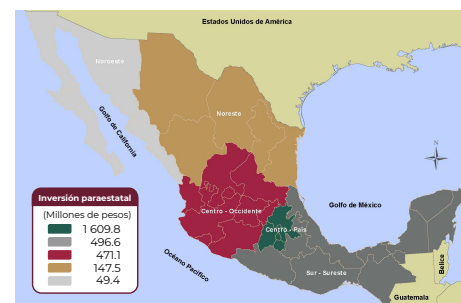 Estados Unidos de América
Noroeste
Golfo de California
Noreste
N
Inversión paraestatal
(Millones de pesos)
1 609.8
496.6
471.1
147.5
49.4
Centro - Occidente
Golfo de México
Centro - País
Océano Pacífico
Sur - Sureste
Belice
Guatemala